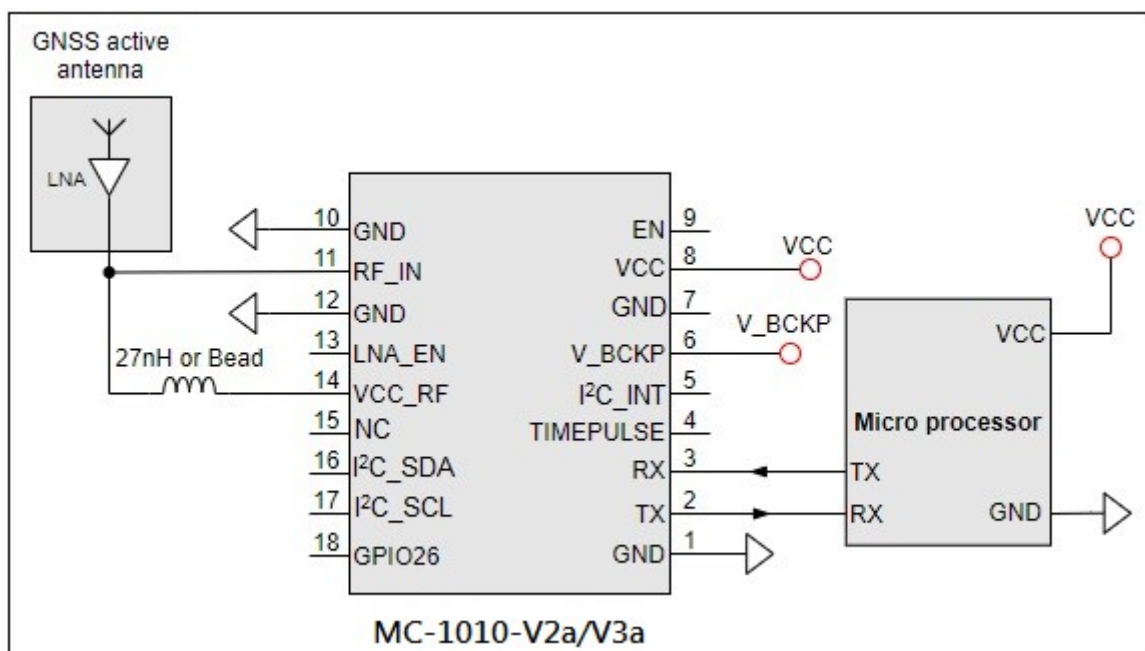 GNSS active
antenna
LNA
27nH or Bead
10 GND
11 RF_IN
12 GND
13 LNA_EN
14 VCC_RF
15 NC
16 I²C_SDA
17 I²C_SCL
18 GPIO26
EN 9
VCC 8
GND 7
V_BCKP 6
I²C_INT 5
TIMEPULSE 4
RX 3
TX 2
GND 1
VCC
V_BCKP
VCC
VCC
Micro processor
TX
RX
GND
MC-1010-V2a/V3a